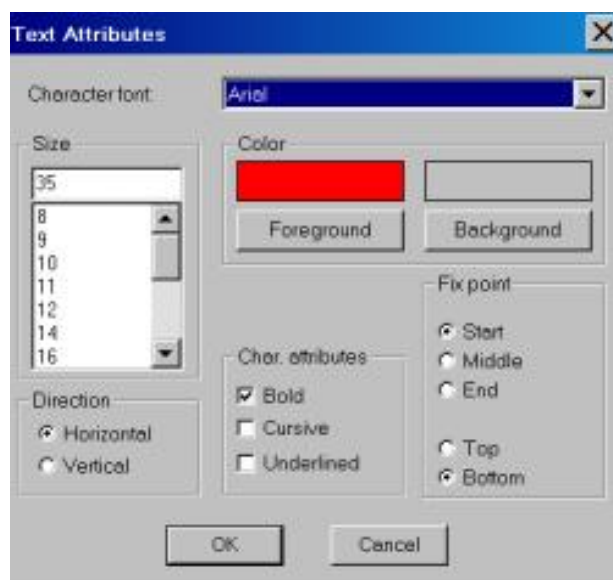 Text Attributes
Character font:
Arial
Size
35
8
9
10
11
12
14
16
Color
Foreground
Background
Direction
Horizontal
Vertical
Char. attributes
Bold
Cursive
Underlined
Fix point
Start
Middle
End
Top
Bottom
OK
Cancel